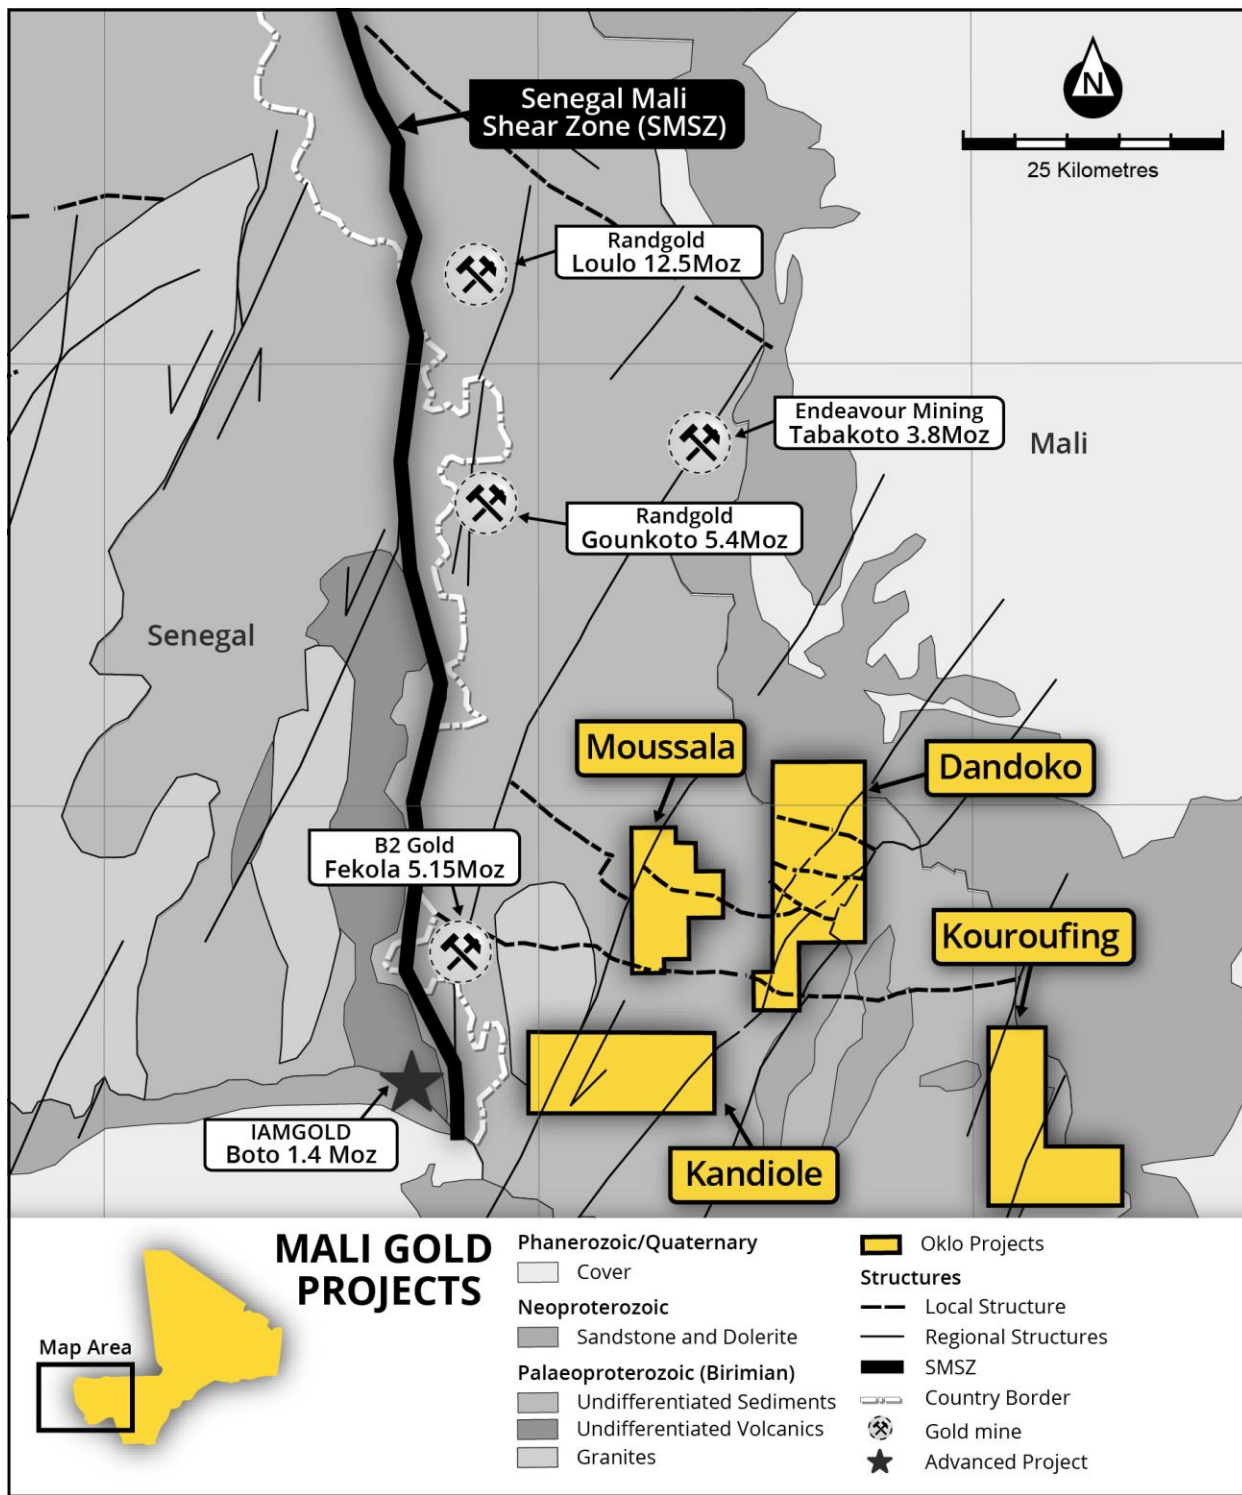 Senegal Mali
Shear Zone (SMSZ)
N
25 Kilometres
Randgold
Loulo 12.5Moz
Endeavour Mining
Tabakoto 3.8Moz
Mali
Randgold
Gounkoto 5.4Moz
Senegal
Moussala
Dandoko
B2 Gold
Fekola 5.15Moz
Kouroufing
IAMGOLD
Boto 1.4 Moz
Kandiole
MALI GOLD
PROJECTS
Map Area
Phanerozoic/Quaternary
Cover
Neoproterozoic
Sandstone and Dolerite
Palaeoproterozoic (Birimian)
Undifferentiated Sediments
Undifferentiated Volcanics
Granites
Oklo Projects
Structures
Local Structure
Regional Structures
SMSZ
Country Border
Gold mine
Advanced Project